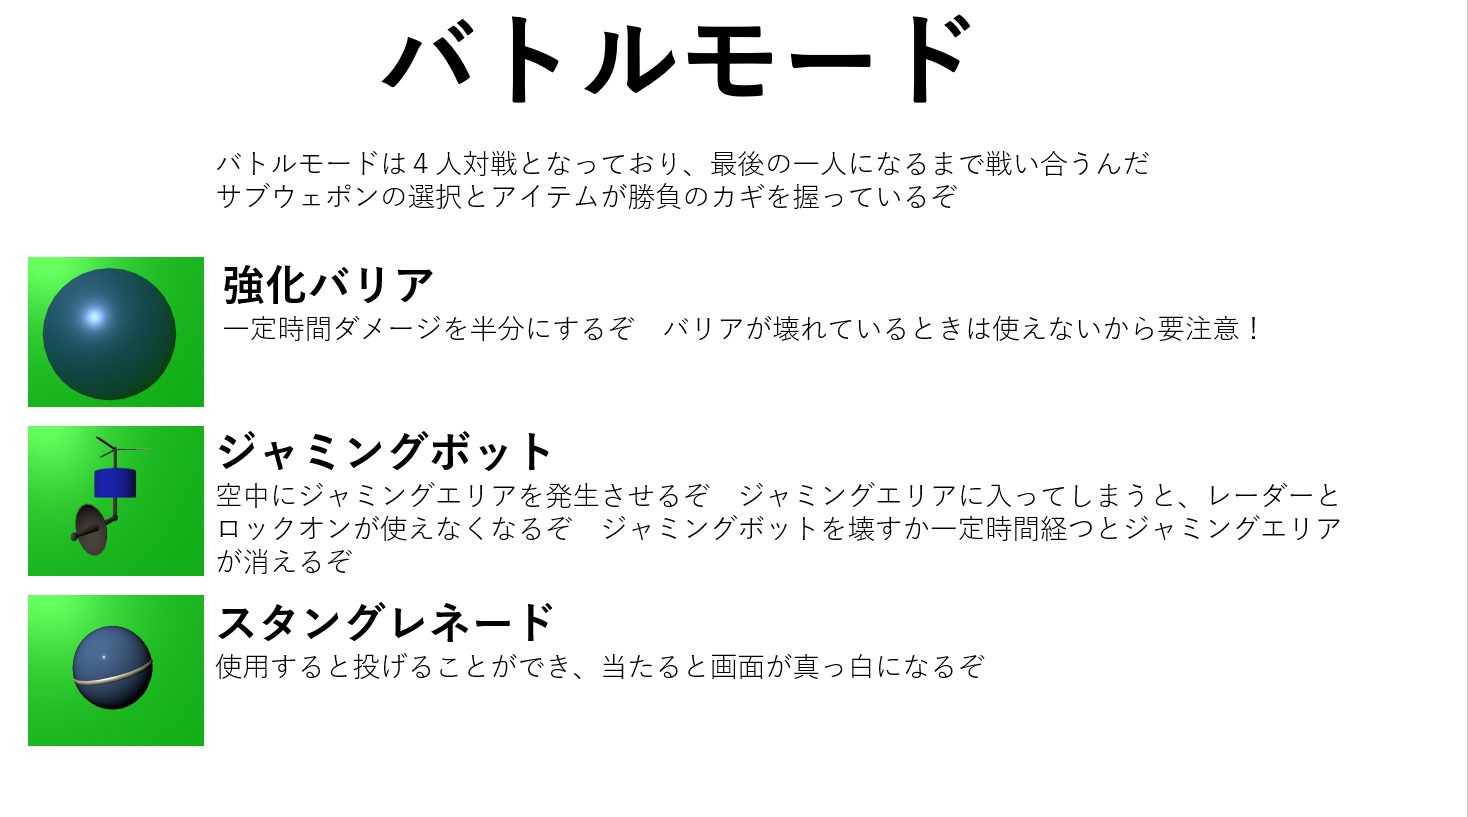 バトルモード
バトルモードは４人対戦となっており、最後の一人になるまで戦い合うんだ
サブウェポンの選択とアイテムが勝負のカギを握っているぞ
強化バリア
一定時間ダメージを半分にするぞ　バリアが壊れているときは使えないから要注意！
ジャミングボット
空中にジャミングエリアを発生させるぞ　ジャミングエリアに入ってしまうと、レーダーと
ロックオンが使えなくなるぞ　ジャミングボットを壊すか一定時間経つとジャミングエリア
が消えるぞ
スタングレネード
使用すると投げることができ、当たると画面が真っ白になるぞ